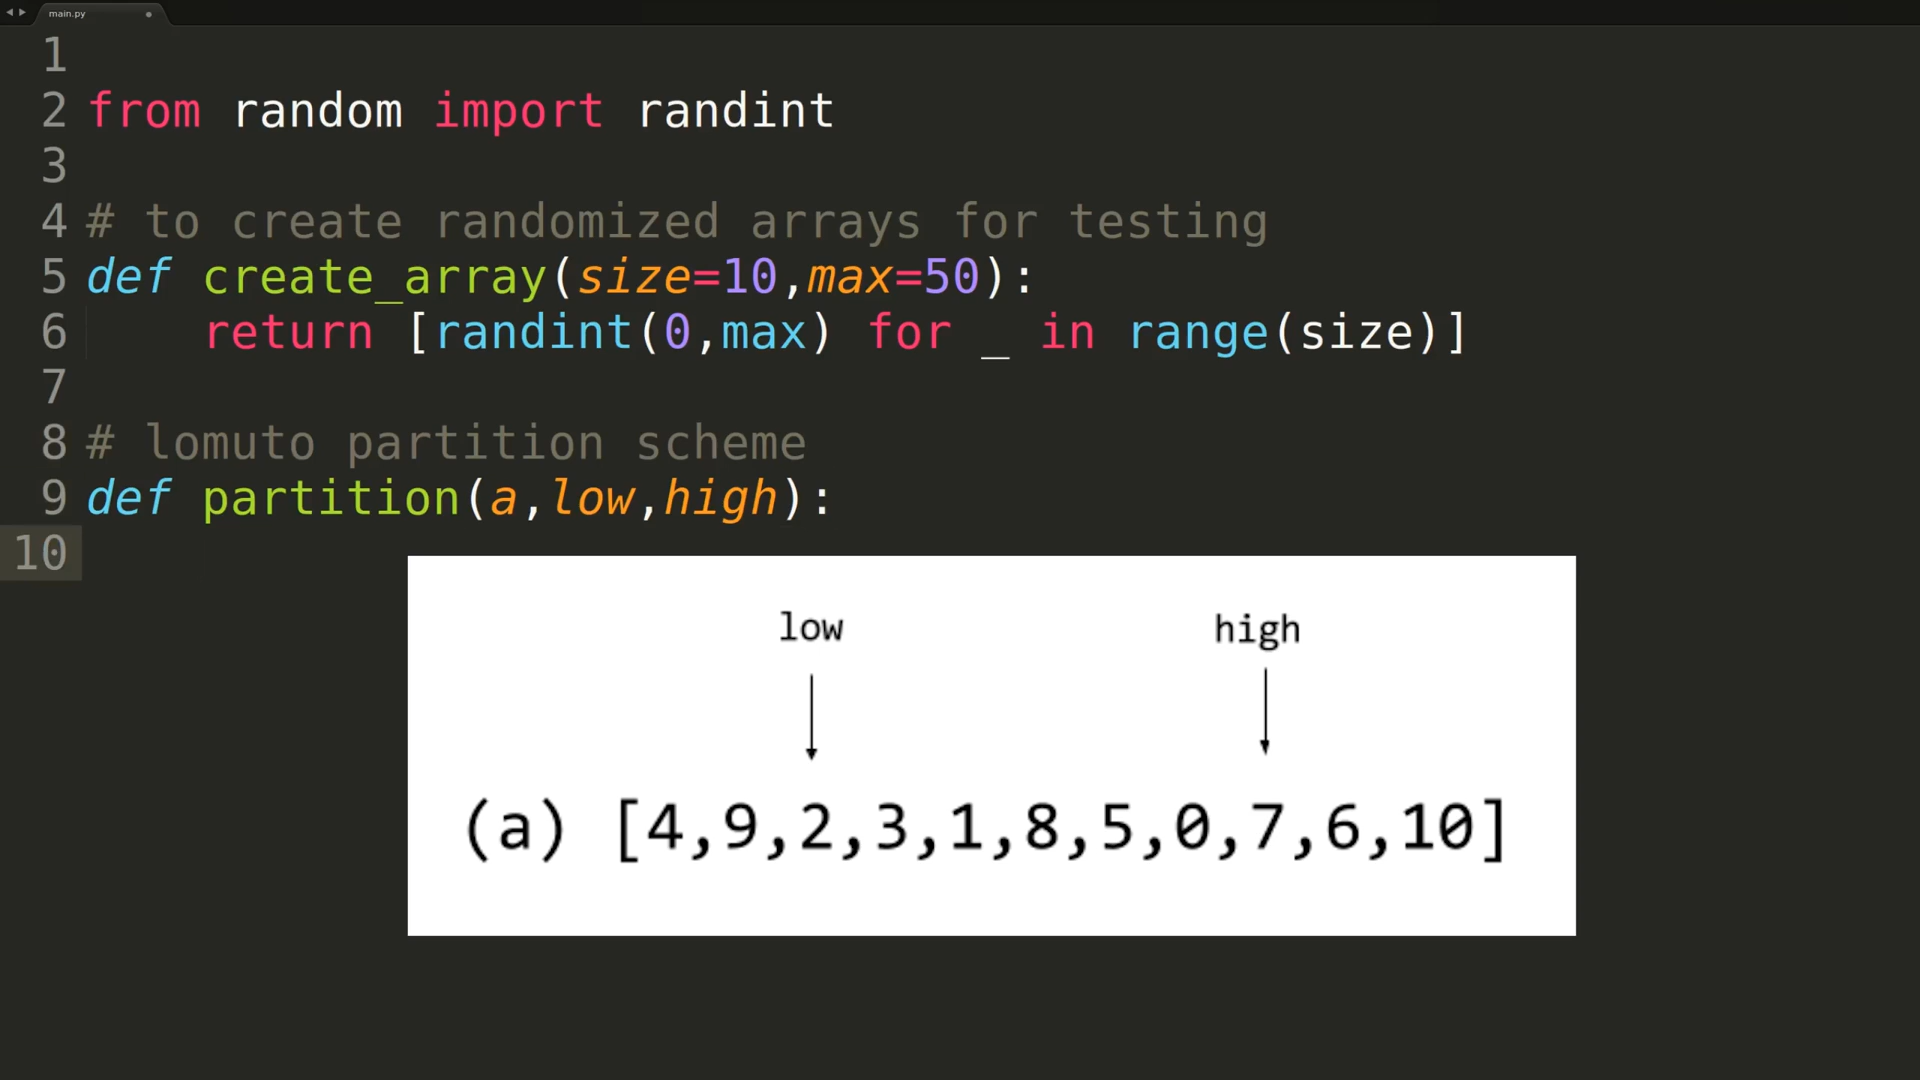 main.py
1
2 from random import randint
3
4 # to create randomized arrays for testing
5 def create_array(size=10,max=50):
6     return [randint(0,max) for _ in range(size)]
7
8 # lomuto partition scheme
9 def partition(a,low,high):
10
low high
(a) [4,9,2,3,1,8,5,0,7,6,10]